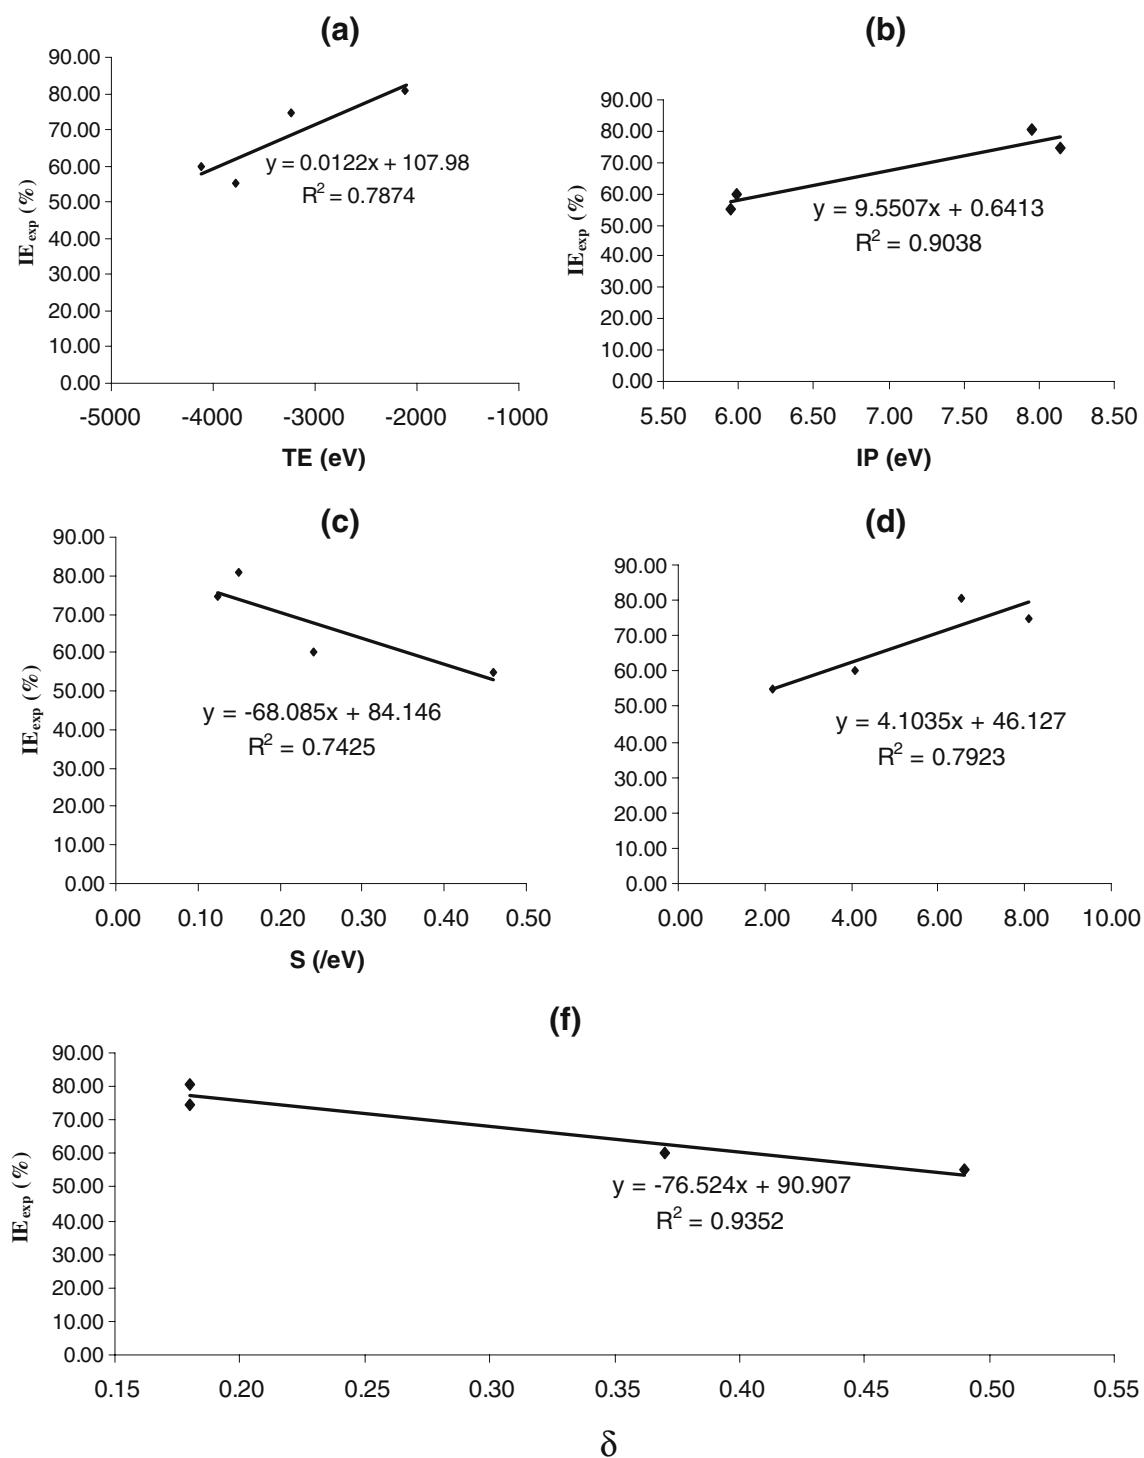 (a)
90.00
80.00
70.00
60.00
50.00
40.00
30.00
20.00
10.00
0.00
IE_exp (%)
y = 0.0122x + 107.98
R² = 0.7874
-5000 -4000 -3000 -2000 -1000
TE (eV)
(b)
90.00
80.00
70.00
60.00
50.00
40.00
30.00
20.00
10.00
0.00
IE_exp (%)
y = 9.5507x + 0.6413
R² = 0.9038
5.50 6.00 6.50 7.00 7.50 8.00 8.50
IP (eV)
(c)
90.00
80.00
70.00
60.00
50.00
40.00
30.00
20.00
10.00
0.00
IE_exp (%)
y = -68.085x + 84.146
R² = 0.7425
0.00 0.10 0.20 0.30 0.40 0.50
S (/eV)
(d)
90.00
80.00
70.00
60.00
50.00
40.00
30.00
20.00
10.00
0.00
y = 4.1035x + 46.127
R² = 0.7923
0.00 2.00 4.00 6.00 8.00 10.00
(f)
90.00
80.00
70.00
60.00
50.00
40.00
30.00
20.00
10.00
0.00
IE_exp (%)
y = -76.524x + 90.907
R² = 0.9352
0.15 0.20 0.25 0.30 0.35 0.40 0.45 0.50 0.55
δ